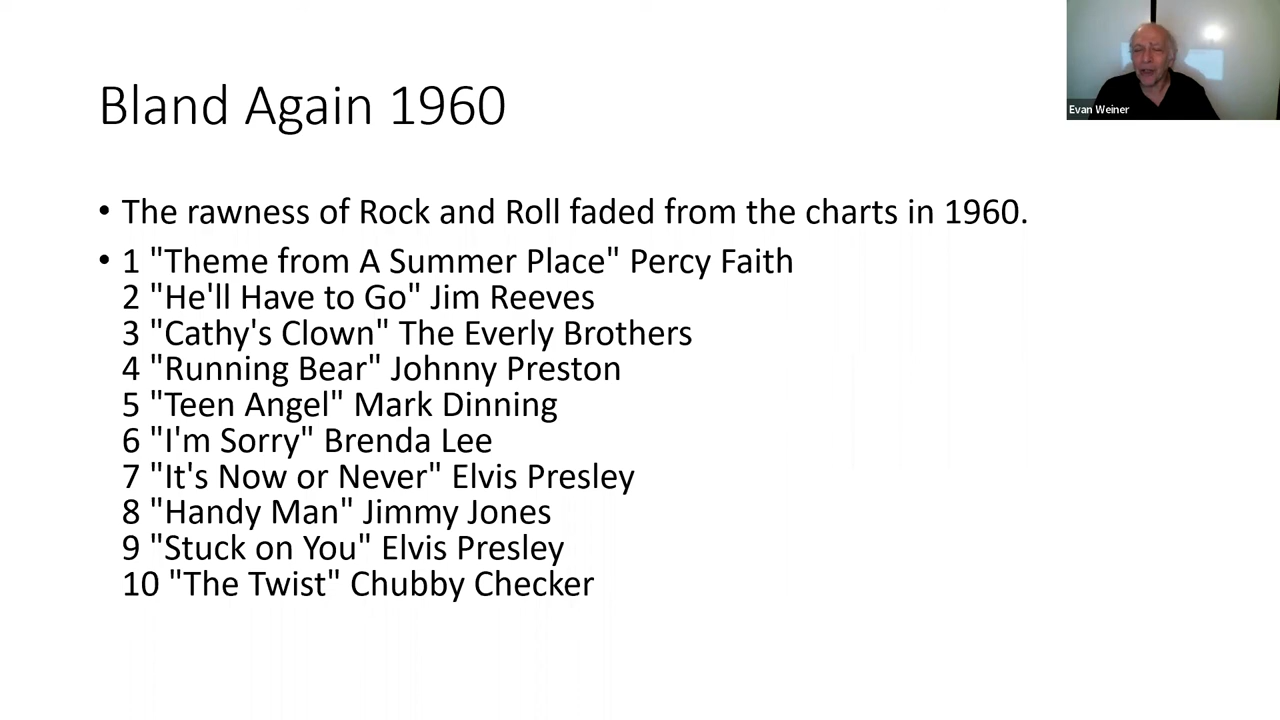 Bland Again 1960
Evan Weiner
• The rawness of Rock and Roll faded from the charts in 1960.
• 1 "Theme from A Summer Place" Percy Faith
2 "He'll Have to Go" Jim Reeves
3 "Cathy's Clown" The Everly Brothers
4 "Running Bear" Johnny Preston
5 "Teen Angel" Mark Dinning
6 "I'm Sorry" Brenda Lee
7 "It's Now or Never" Elvis Presley
8 "Handy Man" Jimmy Jones
9 "Stuck on You" Elvis Presley
10 "The Twist" Chubby Checker